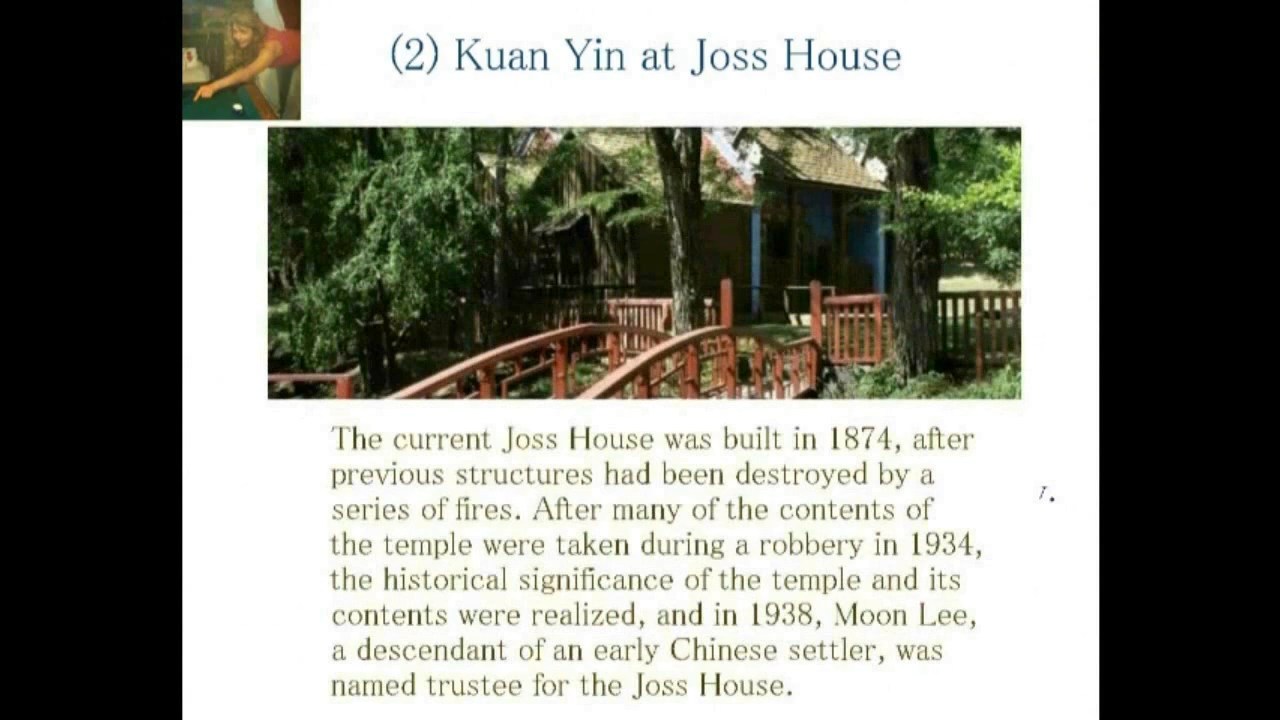 (2) Kuan Yin at Joss House
The current Joss House was built in 1874, after
previous structures had been destroyed by a
series of fires. After many of the contents of
the temple were taken during a robbery in 1934,
the historical significance of the temple and its
contents were realized, and in 1938, Moon Lee,
a descendant of an early Chinese settler, was
named trustee for the Joss House.